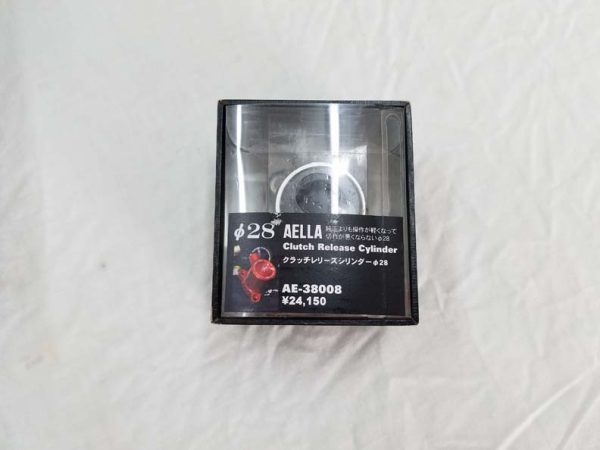 φ28 AELLA 純正よりも操作が軽くなって
切れが悪くならないφ28
Clutch Release Cylinder
クラッチレリーズシリンダーφ28
AE-38008
¥24,150